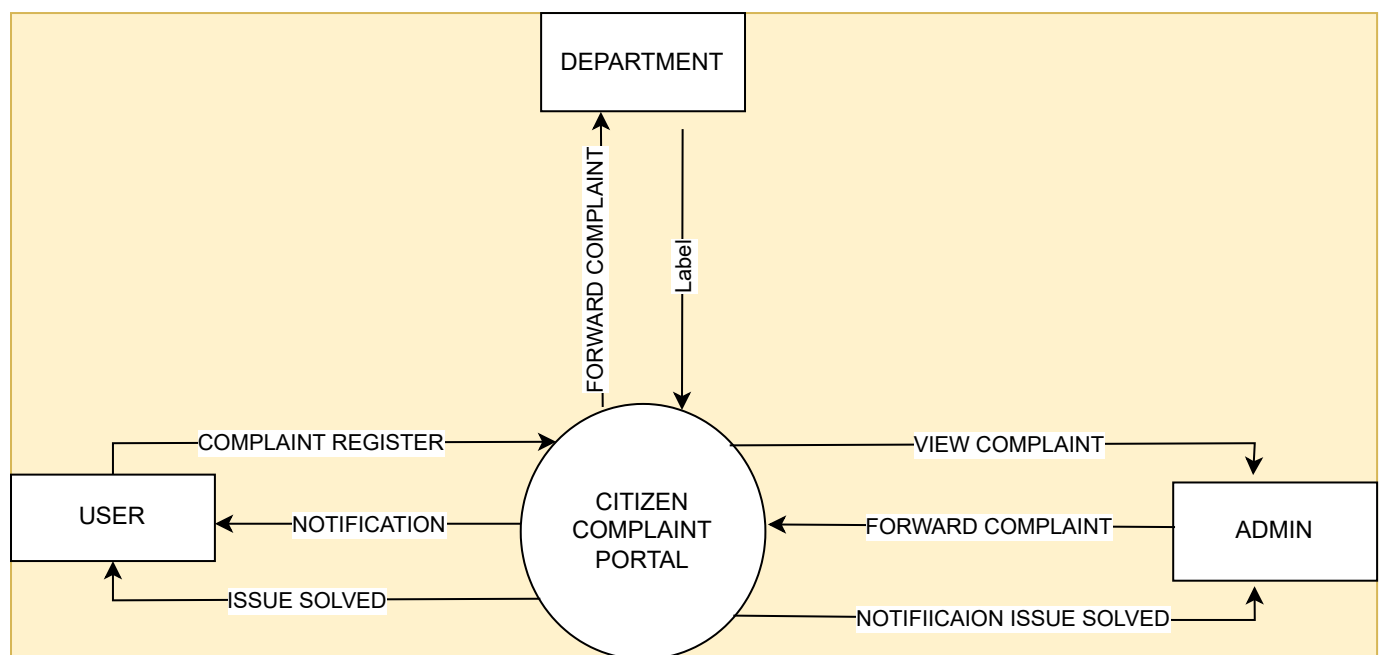 DEPARTMENT
FORWARD COMPLAINT
Label
COMPLAINT REGISTER
VIEW COMPLAINT
USER
NOTIFICATION
CITIZEN
COMPLAINT
PORTAL
FORWARD COMPLAINT
ADMIN
ISSUE SOLVED
NOTIFIICAION ISSUE SOLVED